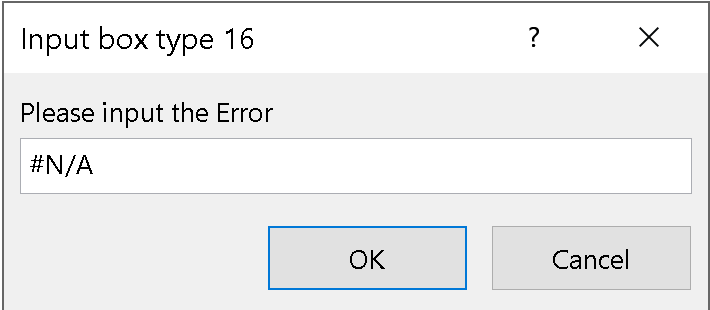 Input box type 16 ?
Please input the Error
#N/A
OK Cancel